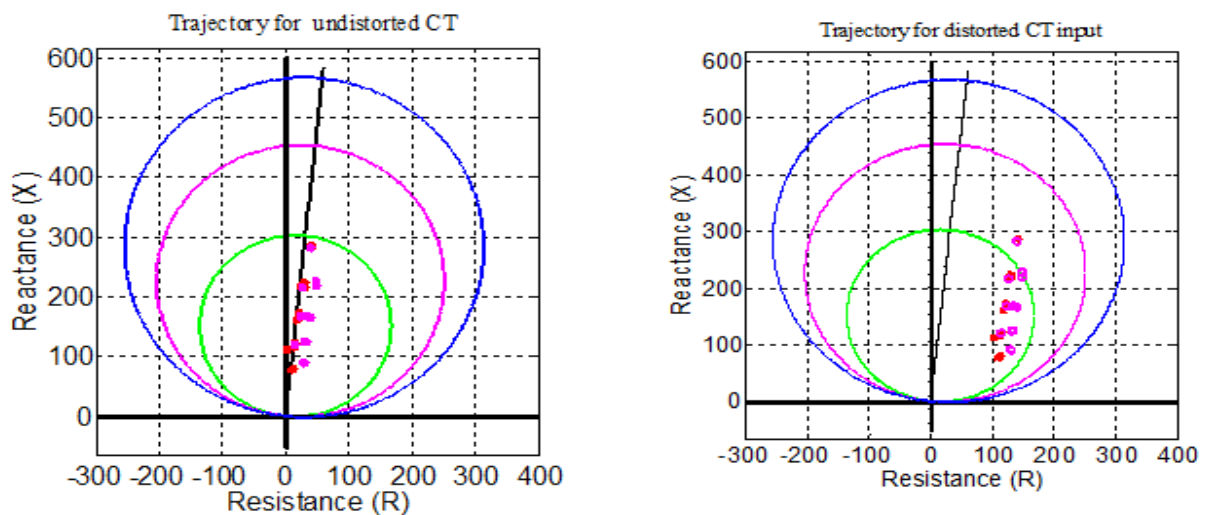 Trajectory for undistorted CT
600
500
400
300
200
100
0
-300 -200 -100 0 100 200 300 400
Reactance (X)
Resistance (R)
Trajectory for distorted CT input
600
500
400
300
200
100
0
-300 -200 -100 0 100 200 300 400
Reactance (X)
Resistance (R)